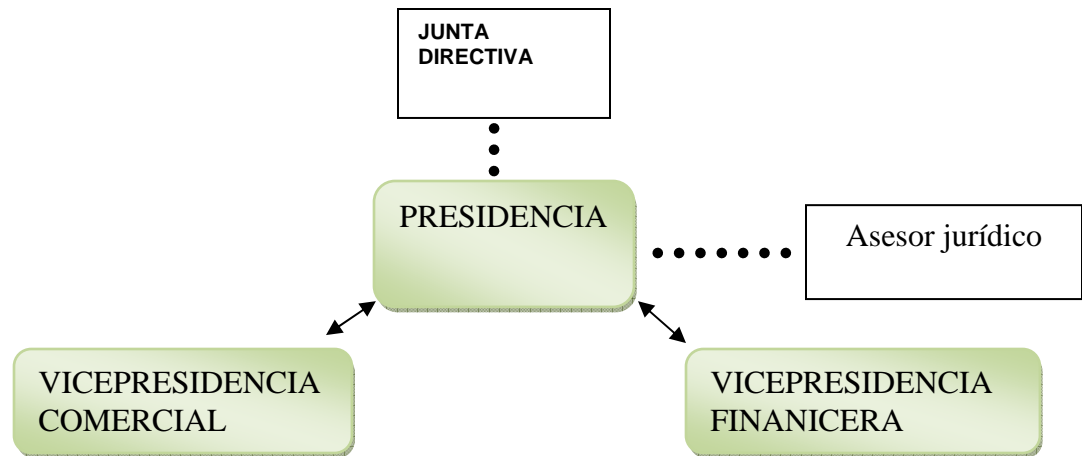 JUNTA
DIRECTIVA
PRESIDENCIA
Asesor jurídico
VICEPRESIDENCIA
COMERCIAL
VICEPRESIDENCIA
FINANICERA